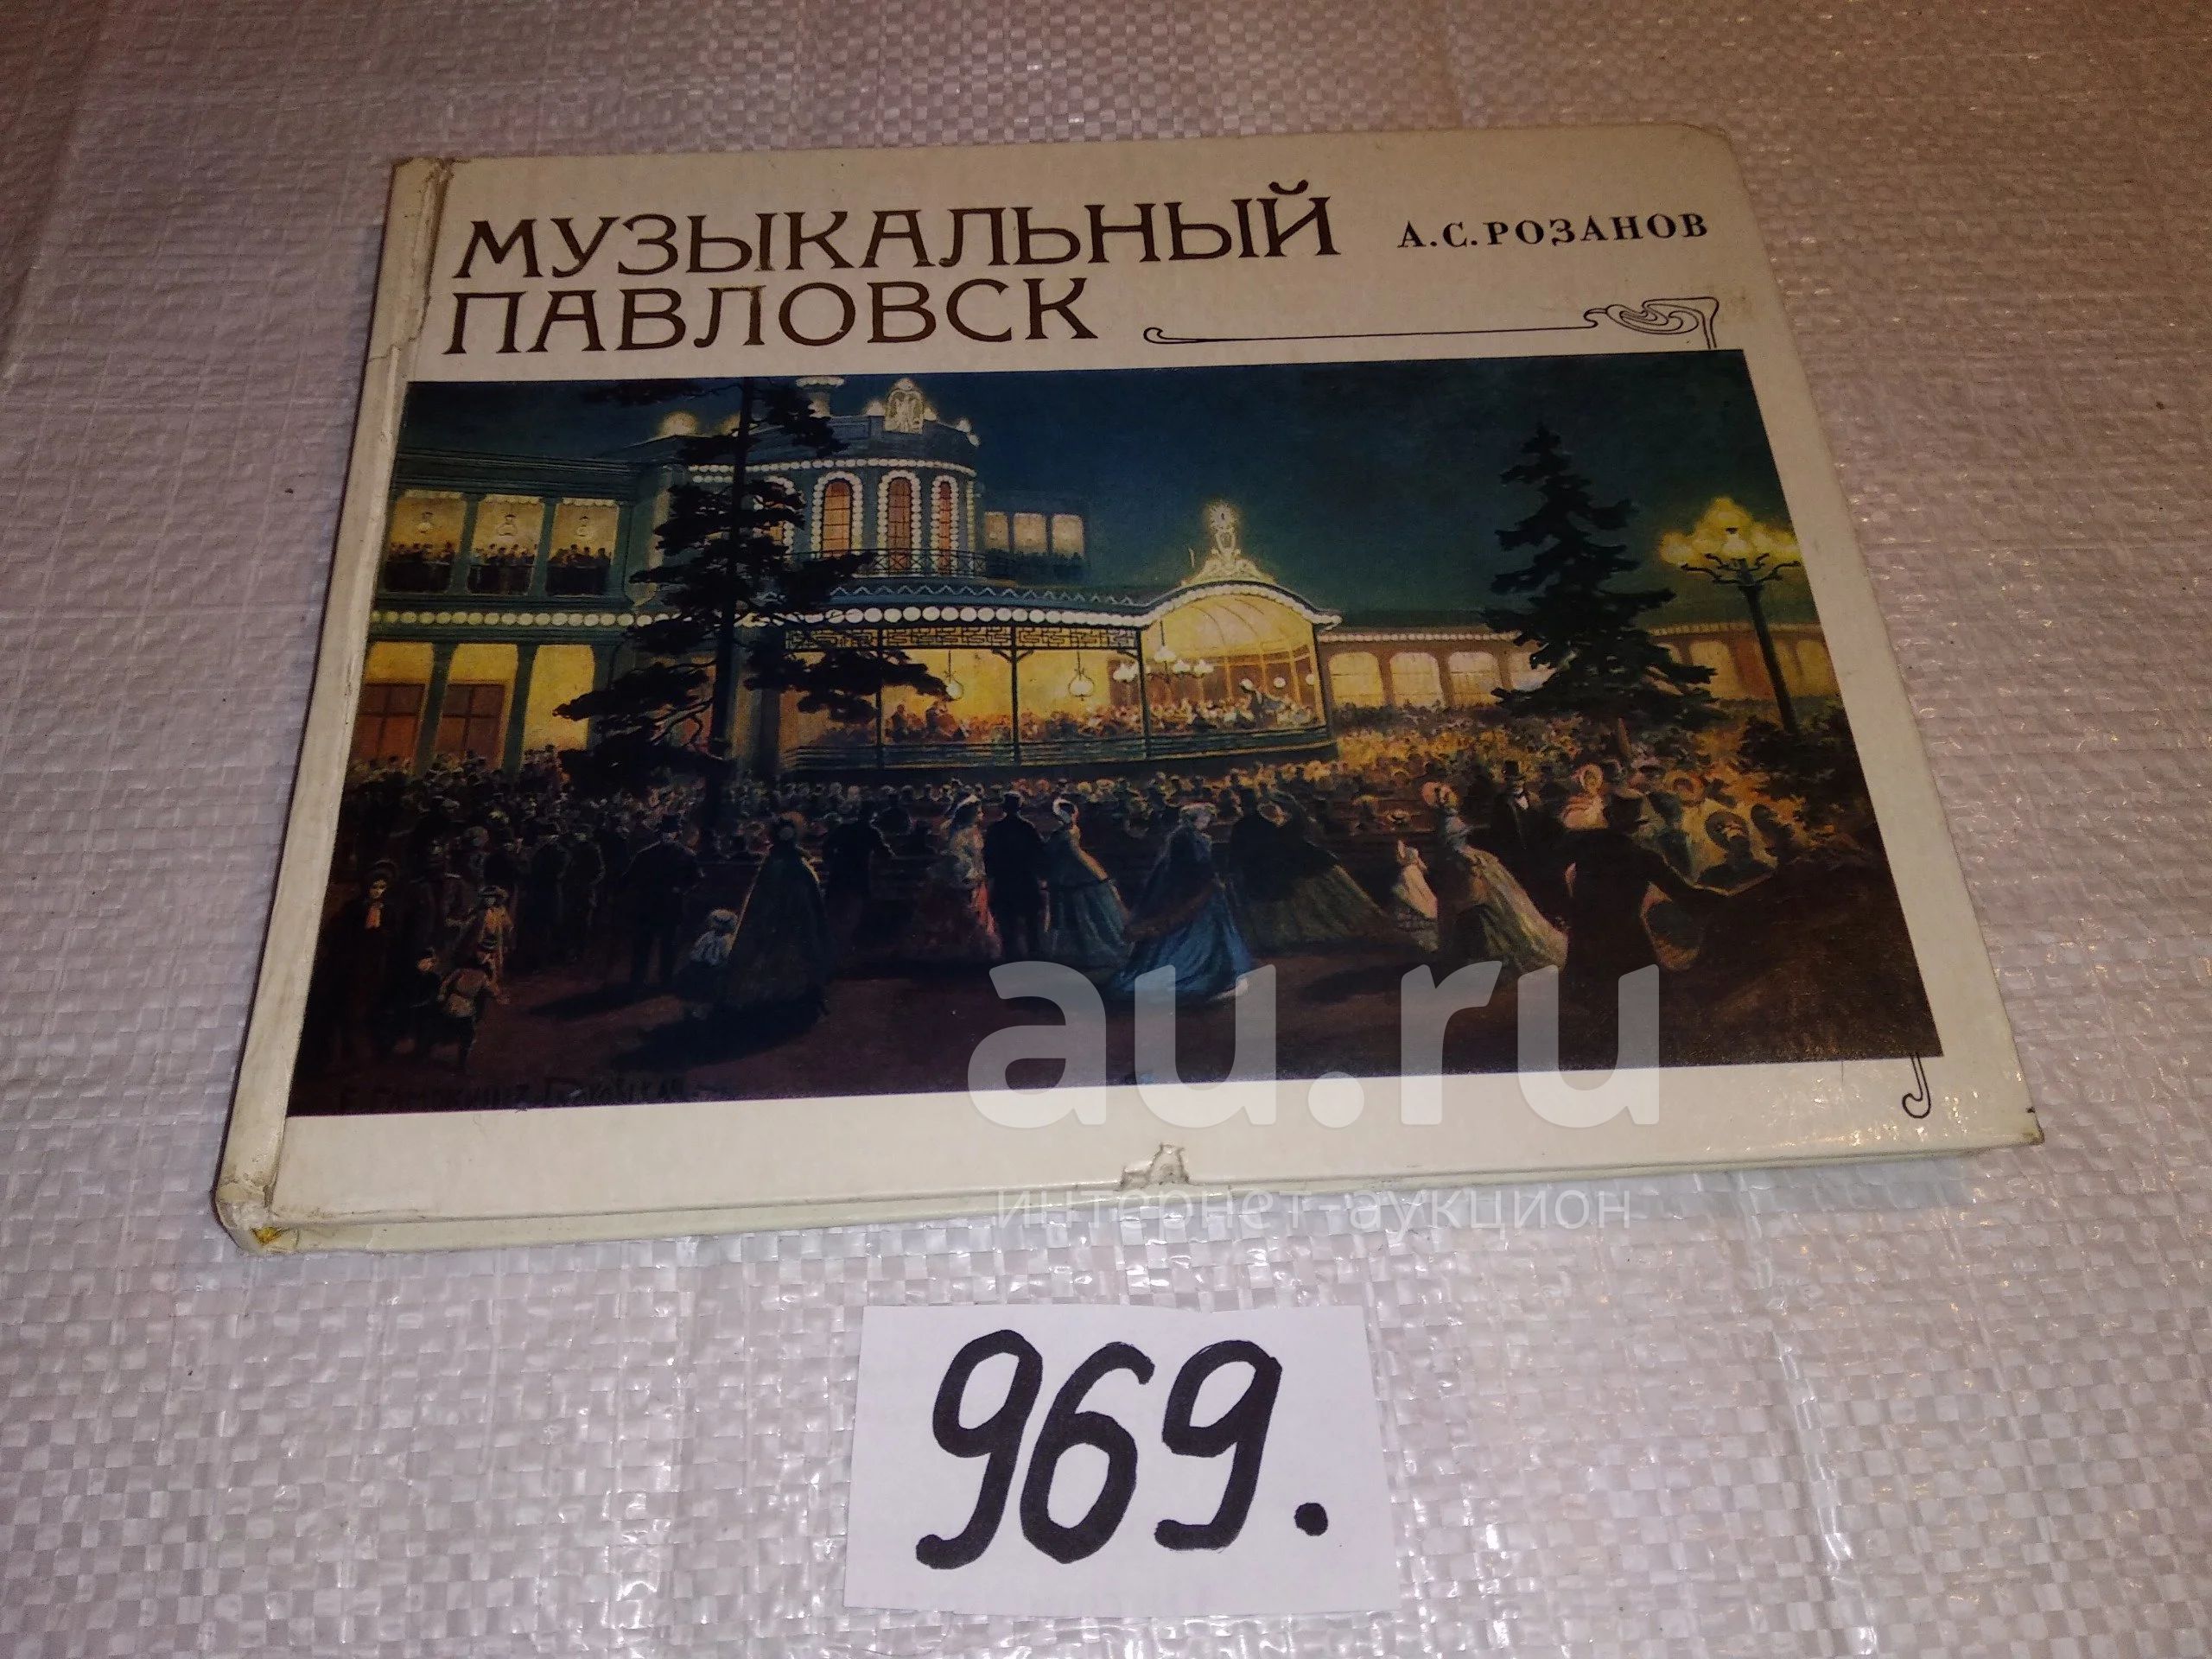 МУЗЫКАЛЬНЫЙ
ПАВЛОВСК
А.С.РОЗАНОВ
au.ru
интернет-аукцион
969.